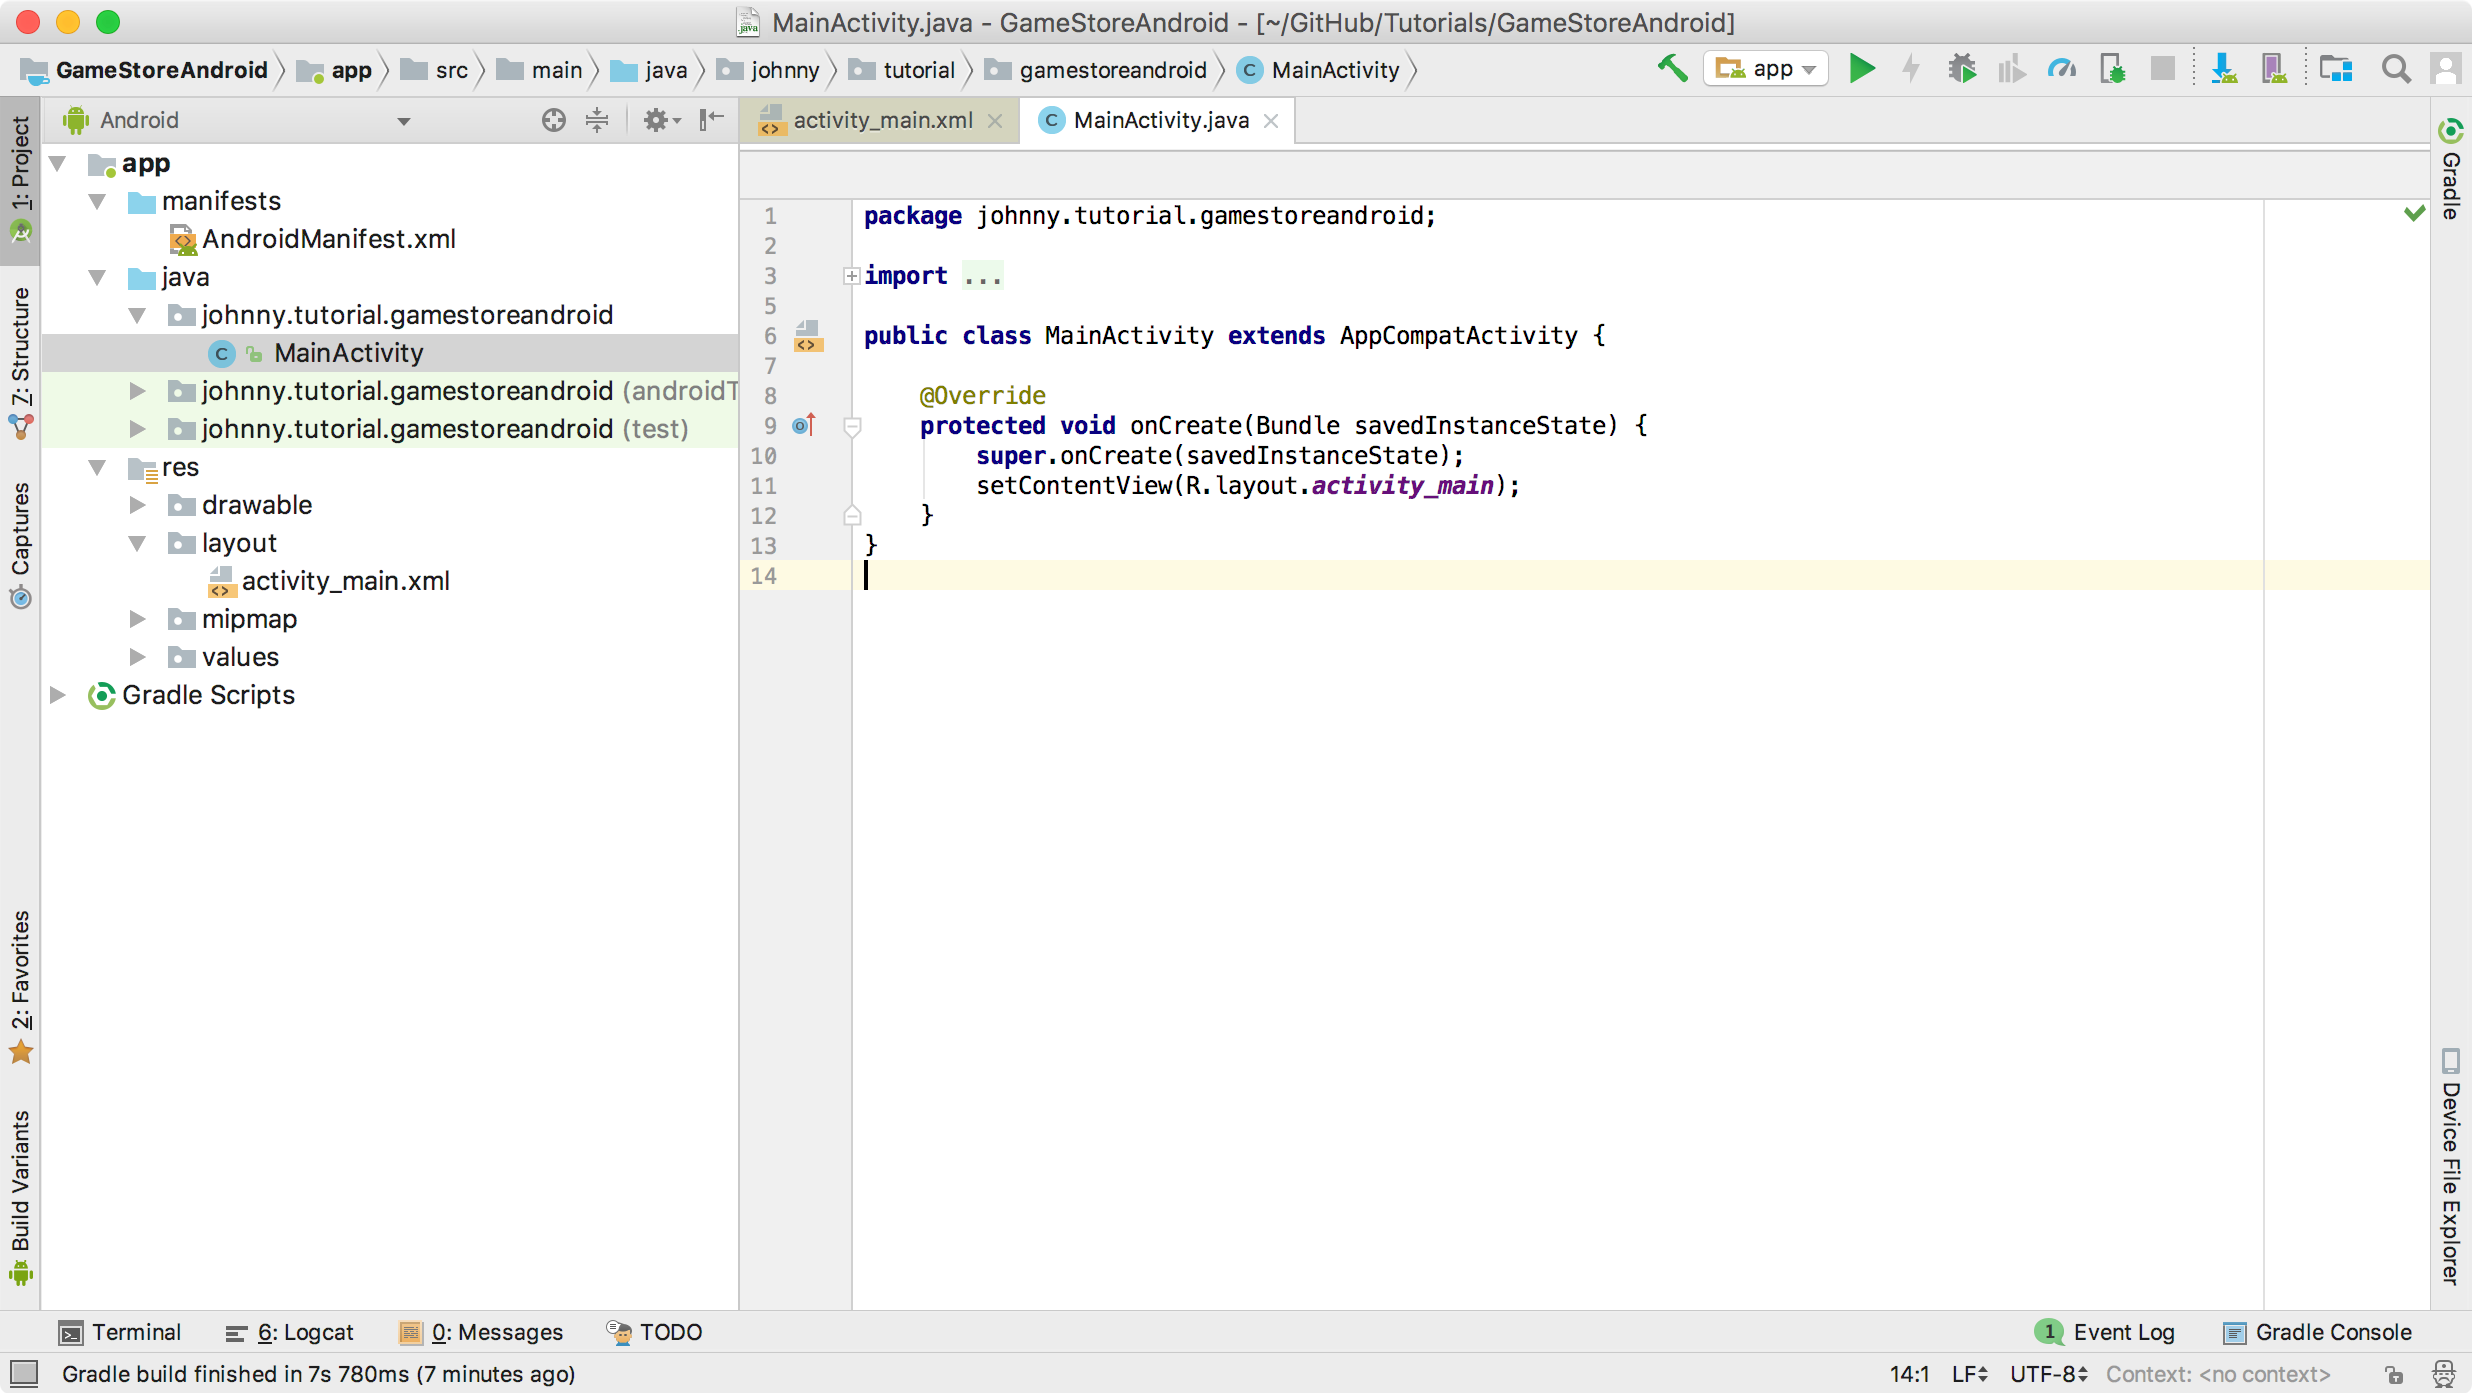 MainActivity.java - GameStoreAndroid - [~/GitHub/Tutorials/GameStoreAndroid]
GameStoreAndroid app src main java johnny tutorial gamestoreandroid C MainActivity app
1: Project
7: Structure
Captures
2: Favorites
Build Variants
Android
app
manifests
AndroidManifest.xml
java
johnny.tutorial.gamestoreandroid
C MainActivity
johnny.tutorial.gamestoreandroid (androidT
johnny.tutorial.gamestoreandroid (test)
res
drawable
layout
activity_main.xml
mipmap
values
Gradle Scripts
activity_main.xml C MainActivity.java
1 package johnny.tutorial.gamestoreandroid;
2
3 import ...
5
6 public class MainActivity extends AppCompatActivity {
7
8 @Override
9 protected void onCreate(Bundle savedInstanceState) {
10 super.onCreate(savedInstanceState);
11 setContentView(R.layout.activity_main);
12 }
13 }
14
Gradle
Device File Explorer
Terminal 6: Logcat 0: Messages TODO 1 Event Log Gradle Console
Gradle build finished in 7s 780ms (7 minutes ago) 14:1 LF UTF-8 Context: <no context>